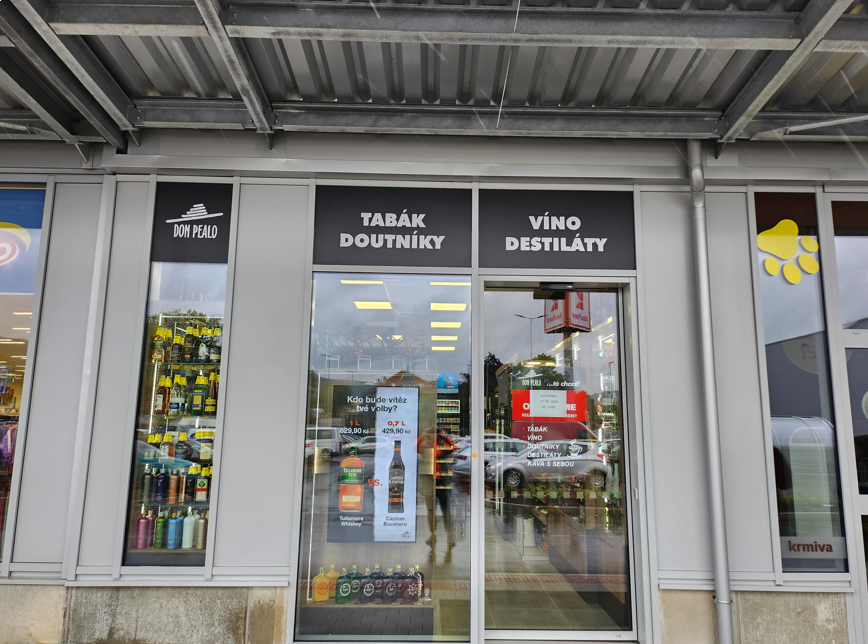 DON PEALO
TABÁK
DOUTNÍKY
VÍNO
DESTILÁTY
Kdo bude vítěz
tvé volby?
1 L
629,90 Kč
0,7 L
429,90 Kč
vs.
Tullamore
Whiskey
Captan
Bucanero
DON PEALO ...to chceš!
TABÁK
VÍNO
DOUTNÍKY
DESTILÁTY
KÁVA S SEBOU
krmiva